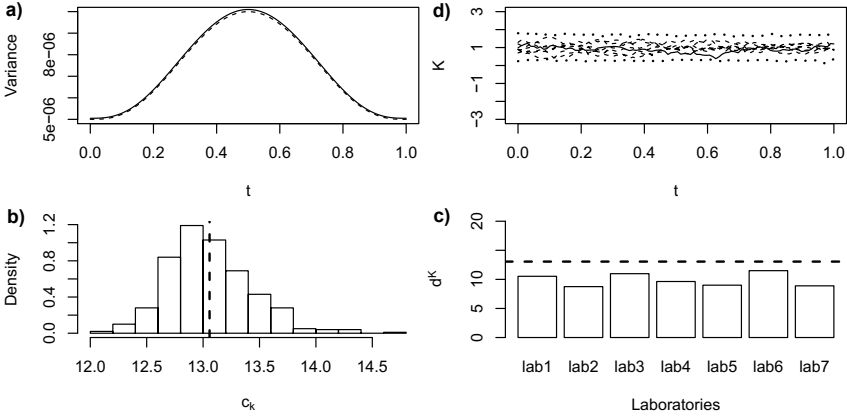 a)
Variance
5e−06 8e−06
0.0 0.2 0.4 0.6 0.8 1.0
t
d)
K
−3 −1 1 3
0.0 0.2 0.4 0.6 0.8 1.0
t
b)
Density
0.0 0.4 0.8 1.2
12.0 12.5 13.0 13.5 14.0 14.5
ck
c)
dK
0 5 10 20
lab1 lab2 lab3 lab4 lab5 lab6 lab7
Laboratories